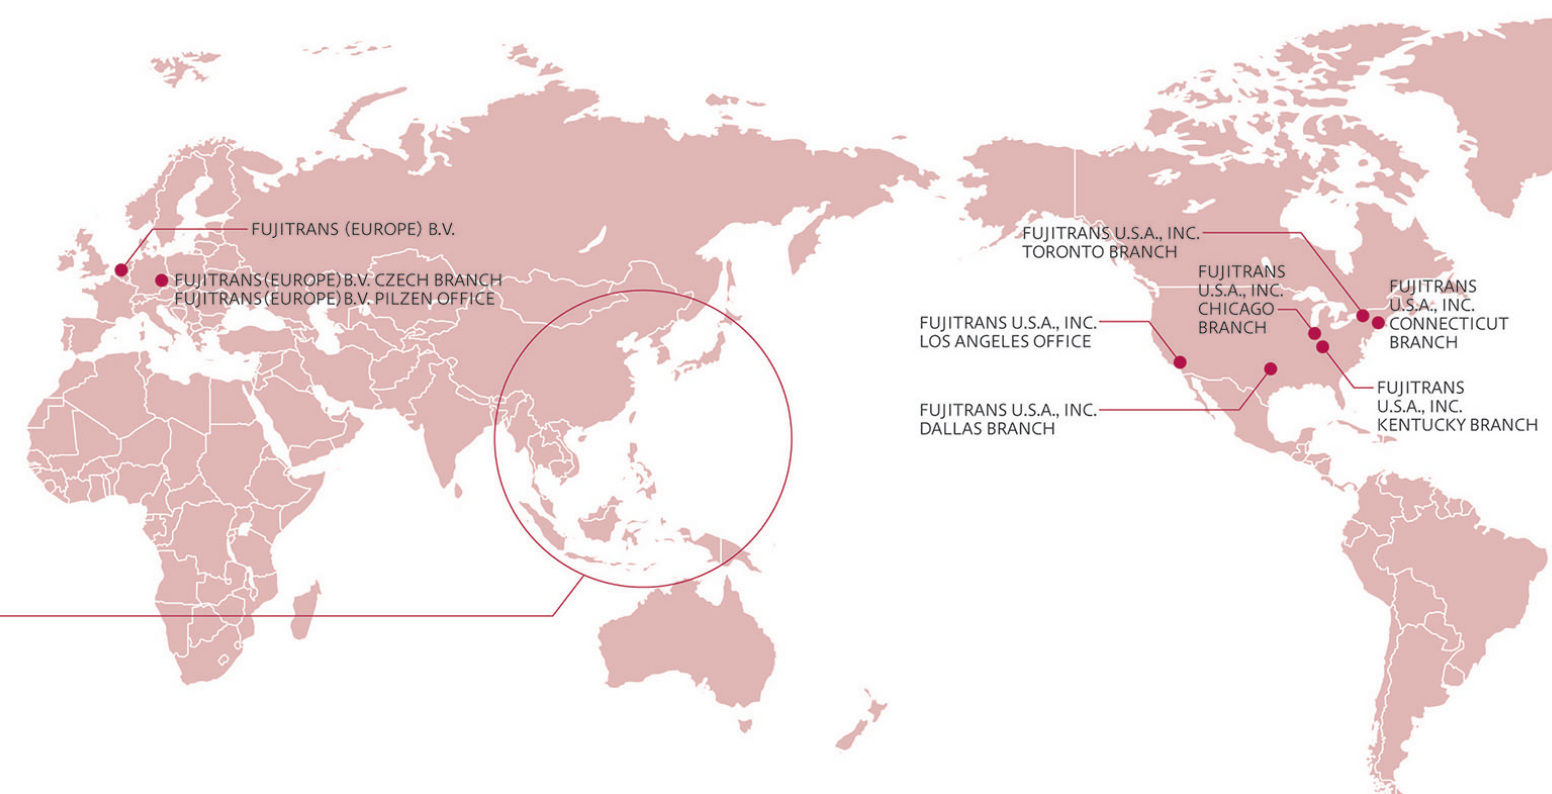 FUJITRANS (EUROPE) B.V.
FUJITRANS(EUROPE)B.V. CZECH BRANCH
FUJITRANS(EUROPE)B.V. PILZEN OFFICE
FUJITRANS U.S.A., INC.
TORONTO BRANCH
FUJITRANS
U.S.A., INC.
CHICAGO
BRANCH
FUJITRANS
U.S.A., INC.
CONNECTICUT
BRANCH
FUJITRANS U.S.A., INC.
LOS ANGELES OFFICE
FUJITRANS U.S.A., INC.
DALLAS BRANCH
FUJITRANS
U.S.A., INC.
KENTUCKY BRANCH